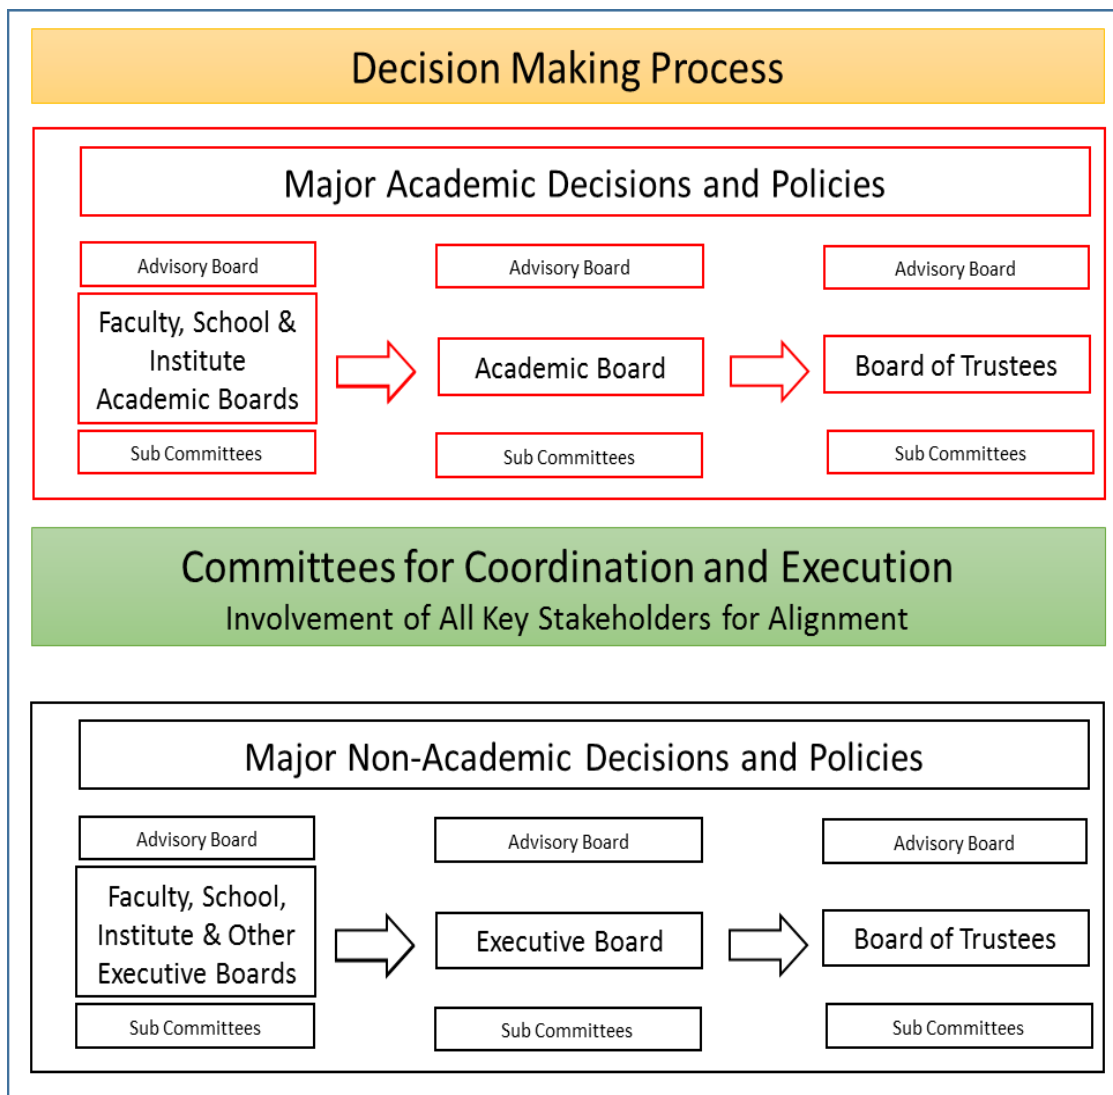 Decision Making Process
Major Academic Decisions and Policies
Advisory Board
Advisory Board
Advisory Board
Faculty, School &
Institute
Academic Boards
Academic Board
Board of Trustees
Sub Committees
Sub Committees
Sub Committees
Committees for Coordination and Execution
Involvement of All Key Stakeholders for Alignment
Major Non-Academic Decisions and Policies
Advisory Board
Advisory Board
Advisory Board
Faculty, School,
Institute & Other
Executive Boards
Executive Board
Board of Trustees
Sub Committees
Sub Committees
Sub Committees